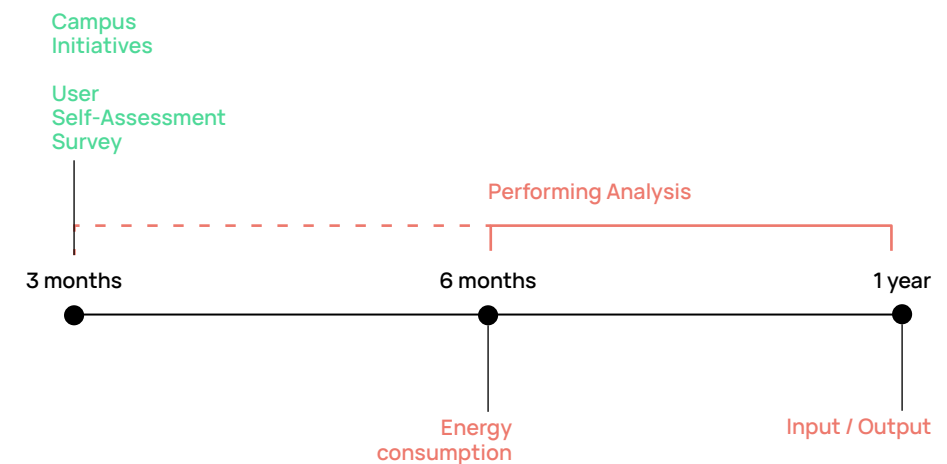 Campus
Initiatives
User
Self-Assessment
Survey
Performing Analysis
3 months
6 months
1 year
Energy
consumption
Input / Output